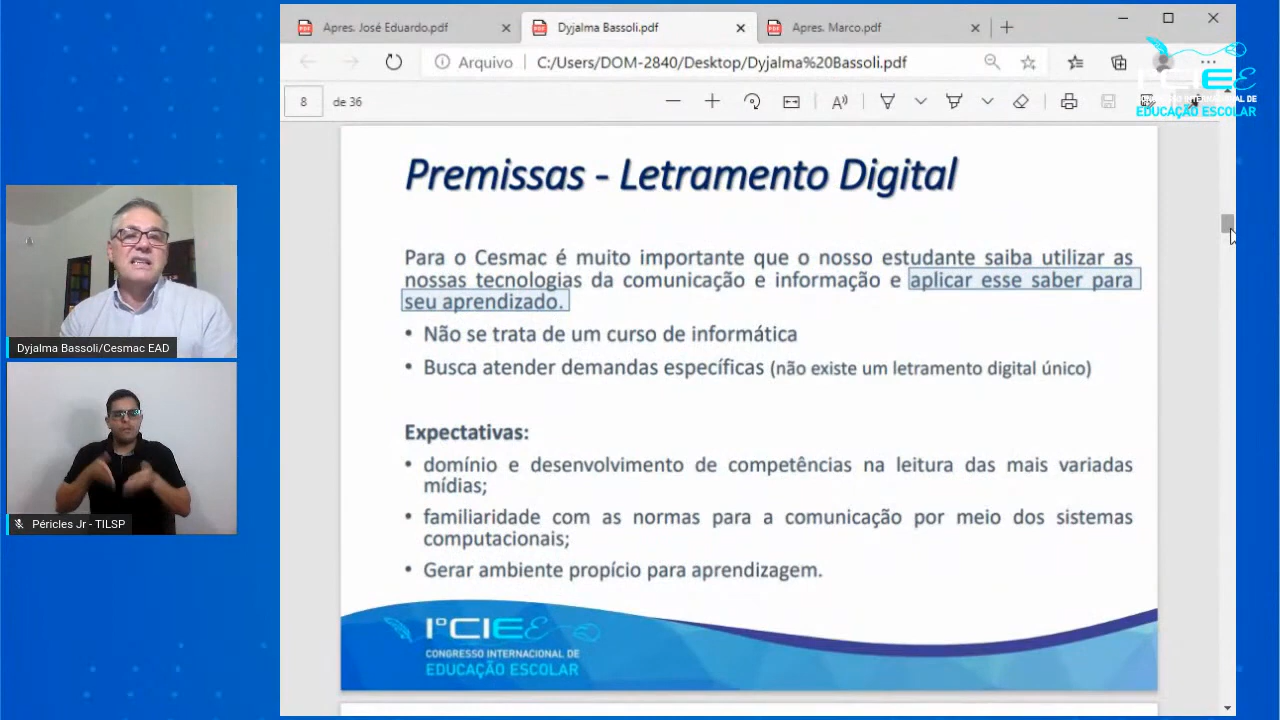 Apres. José Eduardo.pdf
Dyjalma Bassoli.pdf
Apres. Marco.pdf
Arquivo
C:/Users/DOM-2840/Desktop/Dyjalma%20Bassoli.pdf
8
de 36
1º CIEE
EDUCAÇÃO ESCOLAR
Premissas - Letramento Digital
Para o Cesmac é muito importante que o nosso estudante saiba utilizar as
nossas tecnologias da comunicação e informação e aplicar esse saber para
seu aprendizado.
• Não se trata de um curso de informática
• Busca atender demandas específicas (não existe um letramento digital único)
Expectativas:
• domínio e desenvolvimento de competências na leitura das mais variadas
mídias;
• familiaridade com as normas para a comunicação por meio dos sistemas
computacionais;
• Gerar ambiente propício para aprendizagem.
1º CIEE
CONGRESSO INTERNACIONAL DE
EDUCAÇÃO ESCOLAR
Dyjalma Bassoli/Cesmac EAD
Péricles Jr - TILSP